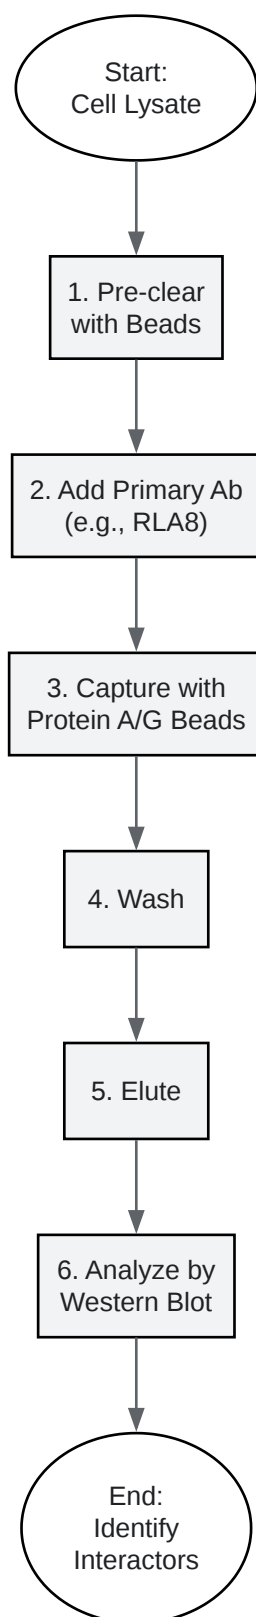 Start:
Cell Lysate
1. Pre-clear
with Beads
2. Add Primary Ab
(e.g., RLA8)
3. Capture with
Protein A/G Beads
4. Wash
5. Elute
6. Analyze by
Western Blot
End:
Identify
Interactors